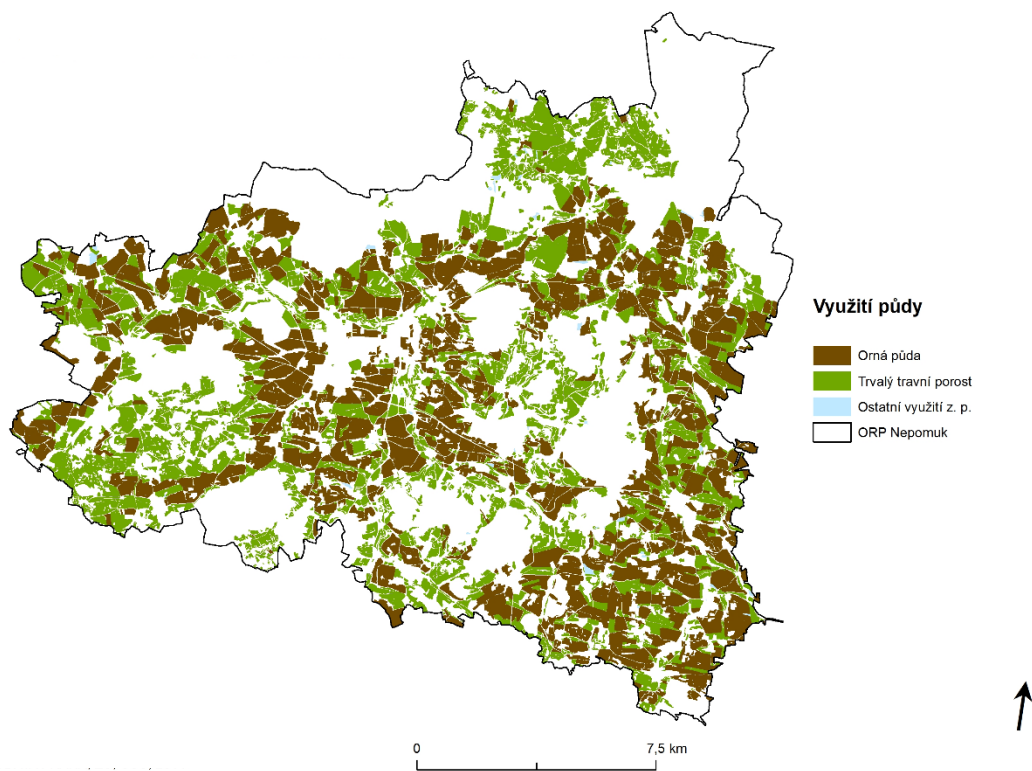 Využití půdy
Orná půda
Trvalý travní porost
Ostatní využití z. p.
ORP Nepomuk
0
7,5 km